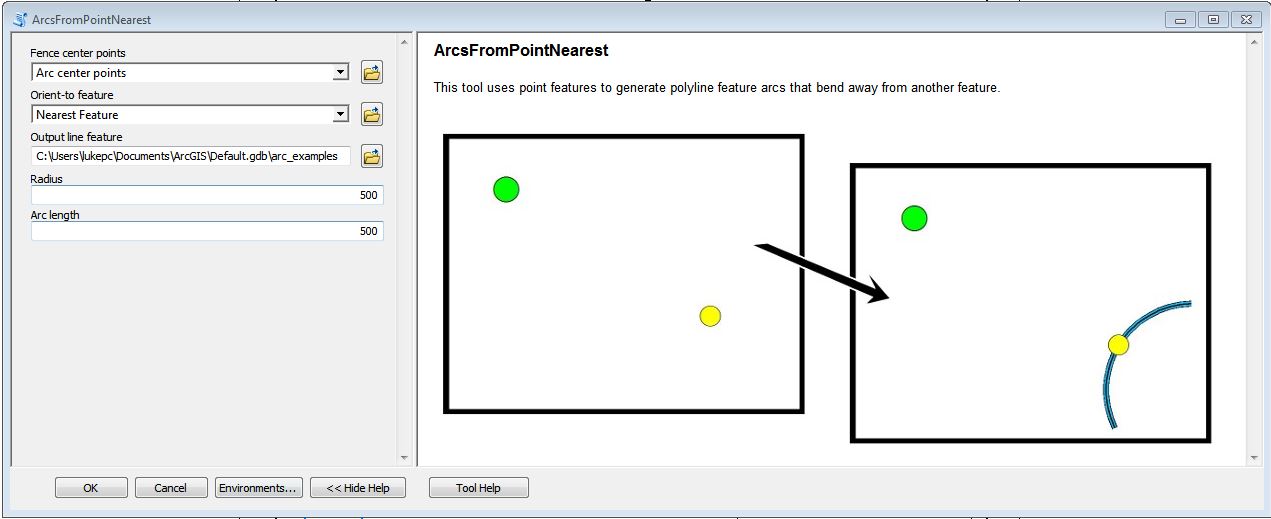 ArcsFromPointNearest
Fence center points
Arc center points
Orient-to feature
Nearest Feature
Output line feature
C:\Users\lukepc\Documents\ArcGIS\Default.gdb\arc_examples
Radius
500
Arc length
500
ArcsFromPointNearest
This tool uses point features to generate polyline feature arcs that bend away from another feature.
OK
Cancel
Environments...
<< Hide Help
Tool Help